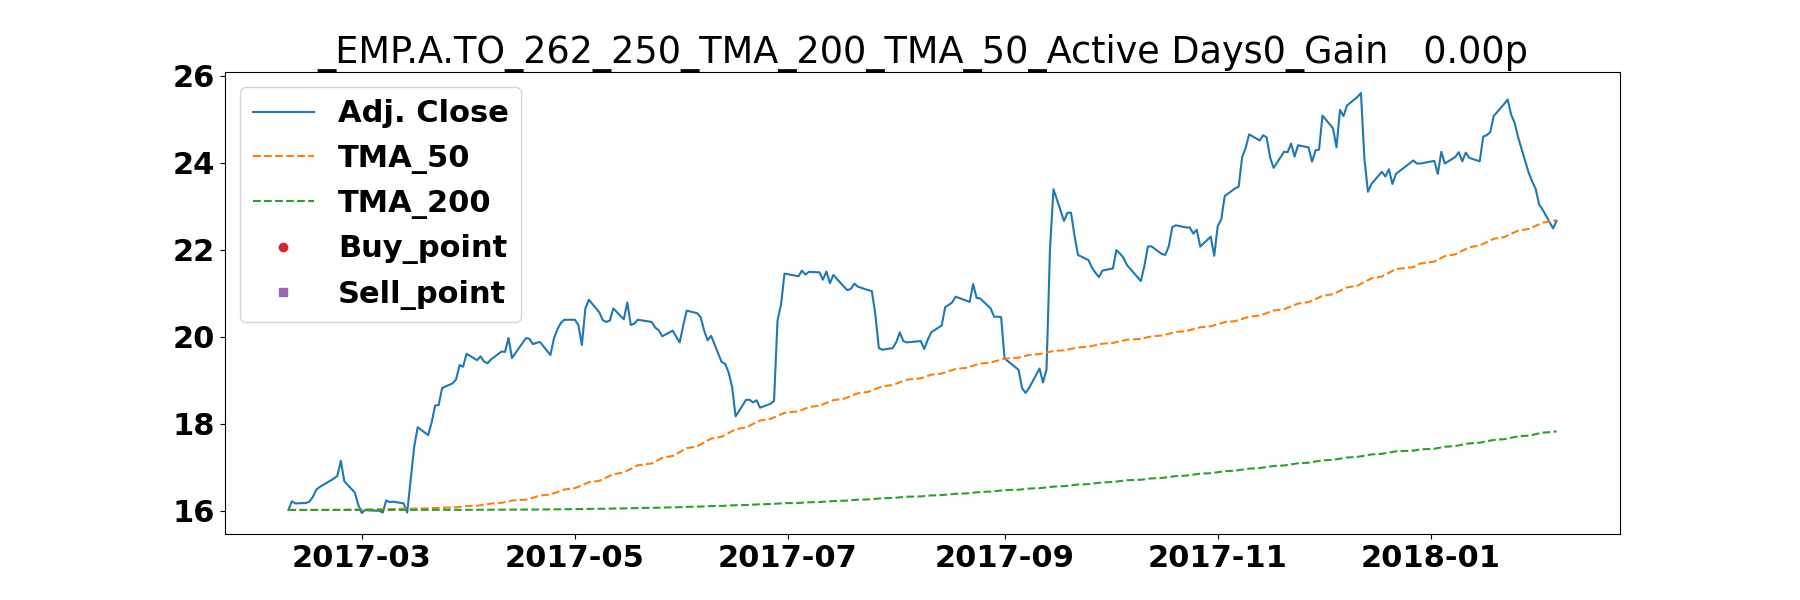 _EMP.A.TO_262_250_TMA_200_TMA_50_Active Days0_Gain   0.00p
26
24
22
20
18
16
Adj. Close
TMA_50
TMA_200
Buy_point
Sell_point
2017-03 2017-05 2017-07 2017-09 2017-11 2018-01